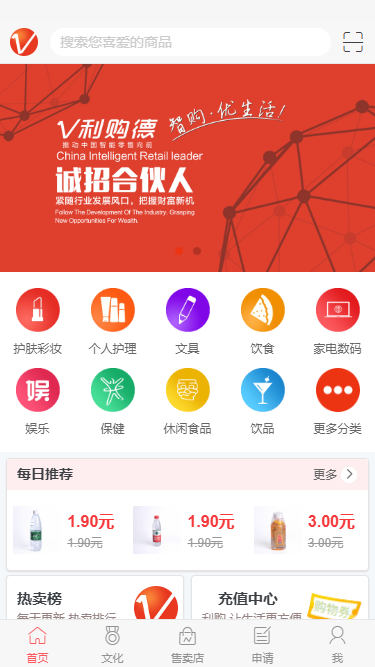 搜索您喜爱的商品
利购德
智购·优生活!
推动中国智能零售向前
China Intelligent Retail leader
诚招合伙人
紧随行业发展风口，把握财富新机
Follow The Development Of The Industry. Grasping
New Opportunities For Wealth.
护肤彩妆 个人护理 文具 饮食 家电数码
娱
娱乐 保健 休闲食品 饮品 更多分类
每日推荐 更多
1.90元 1.90元 3.00元
1.90元 1.90元 3.00元
热卖榜 充值中心
每天更新 热卖排行 利购 让生活更方便
购物券
首页 文化 售卖店 申请 我